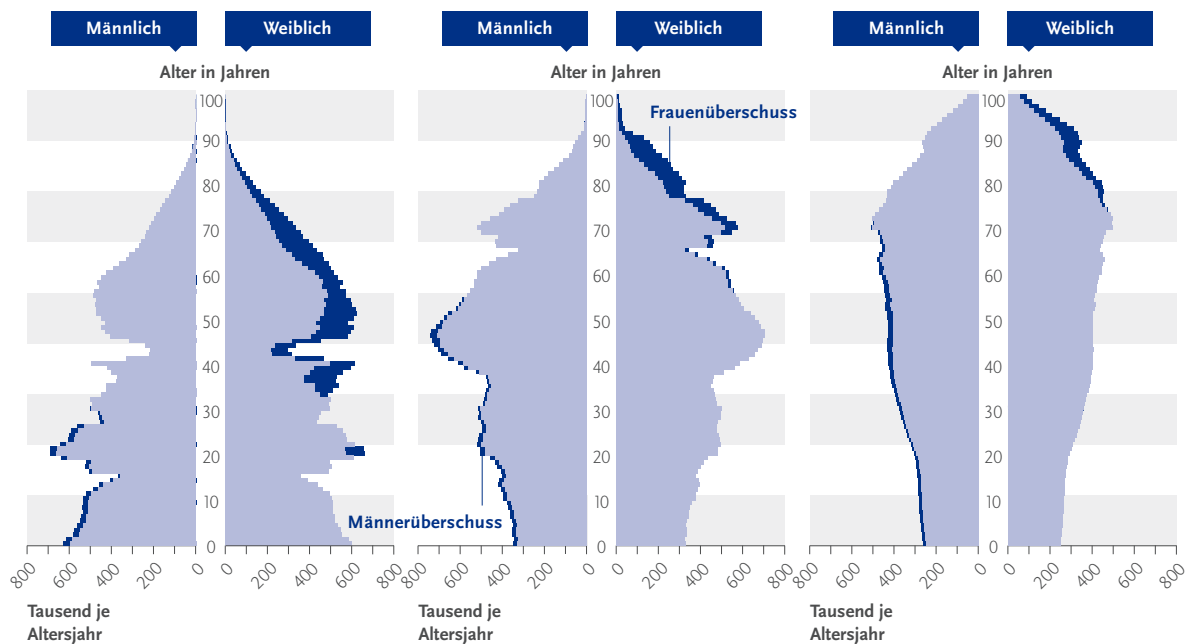 Männlich Weiblich Männlich Weiblich Männlich Weiblich
Alter in Jahren Alter in Jahren Alter in Jahren
100 100 100
Frauenüberschuss
90 90 90
80 80 80
70 70 70
60 60 60
50 50 50
40 40 40
30 30 30
20 20 20
10 10 10
Männerüberschuss
0 0 0
800 600 400 200 0 0 200 400 600 800 800 600 400 200 0 0 200 400 600 800 800 600 400 200 0 0 200 400 600 800
Tausend je Tausend je Tausend je
Altersjahr Altersjahr Altersjahr